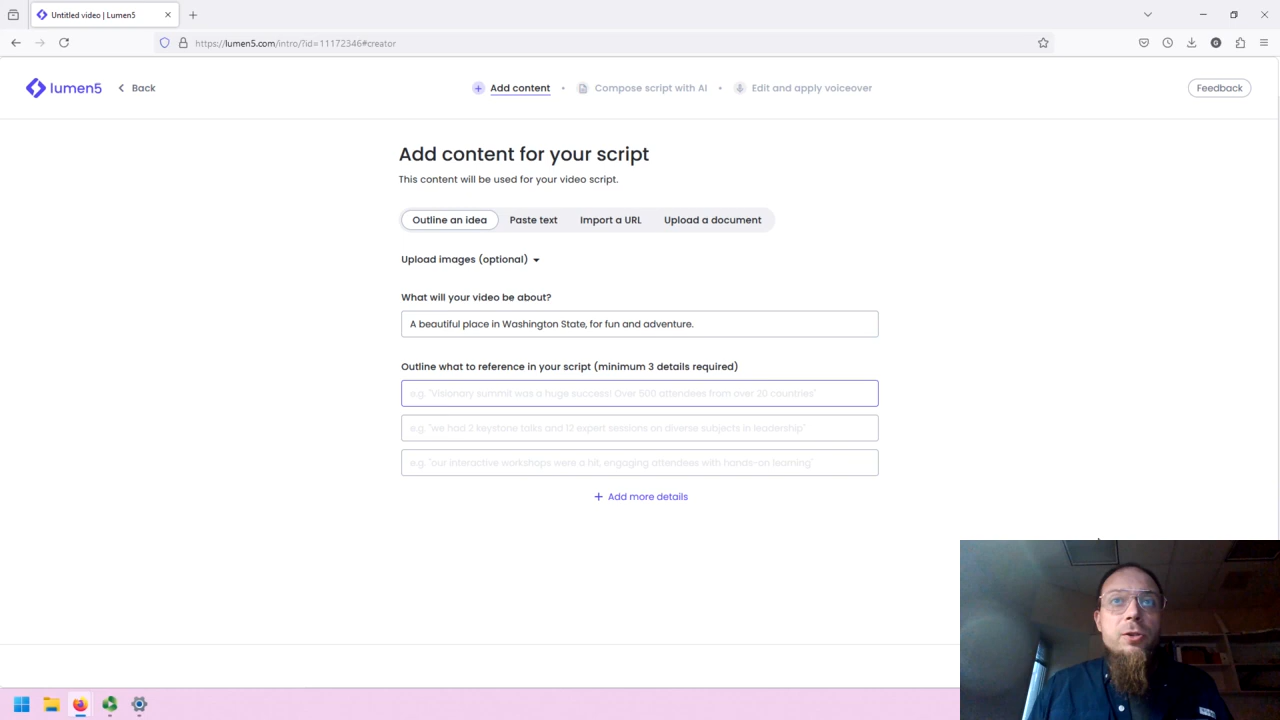 Untitled video | Lumen5
https://lumen5.com/intro/?id=11172346#creator
lumen5
Back
Add content
Compose script with AI
Edit and apply voiceover
Feedback
Add content for your script
This content will be used for your video script.
Outline an idea
Paste text
Import a URL
Upload a document
Upload images (optional)
What will your video be about?
A beautiful place in Washington State, for fun and adventure.
Outline what to reference in your script (minimum 3 details required)
e.g. "Visionary summit was a huge success! Over 500 attendees from over 20 countries"
e.g. "we had 2 keystone talks and 12 expert sessions on diverse subjects in leadership"
e.g. "our interactive workshops were a hit, engaging attendees with hands-on learning"
+ Add more details